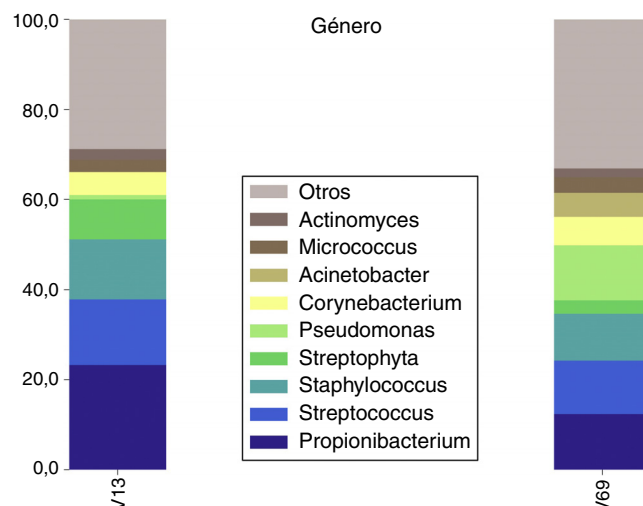 Género
100,0
80,0
60,0
40,0
20,0
0,0
Otros
Actinomyces
Micrococcus
Acinetobacter
Corynebacterium
Pseudomonas
Streptophyta
Staphylococcus
Streptococcus
Propionibacterium